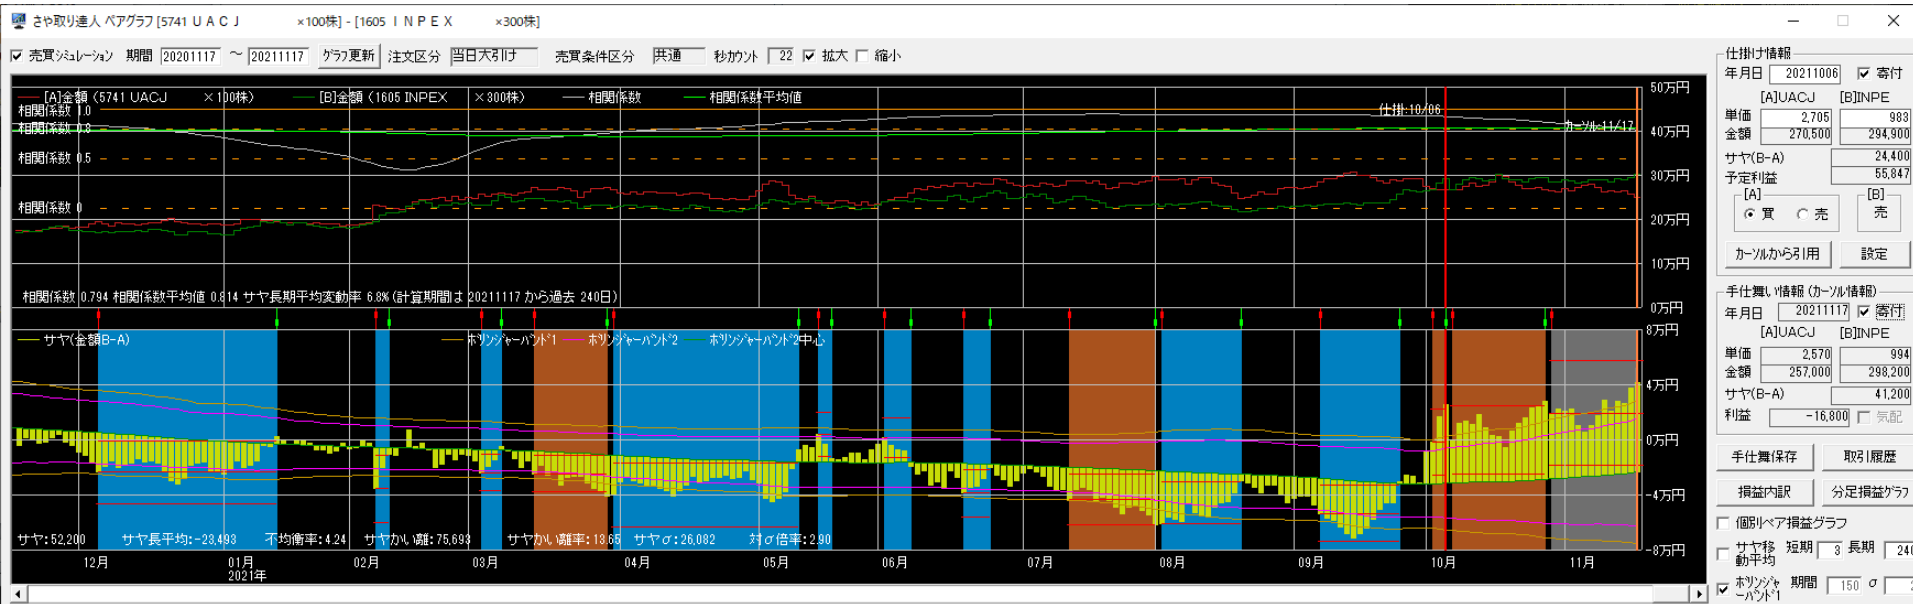 さや取り達人 ペアグラフ [5741 ＵＡＣＪ ×100株] - [1605 ＩＮＰＥＸ ×300株]
売買シミュレーション 期間 20201117 ～ 20211117 グラフ更新 注文区分 当日大引け 売買条件区分 共通 秒カウント 22 拡大 縮小
[A]金額 (5741 UACJ ×100株) [B]金額 (1605 INPEX ×300株) 相関係数 相関係数平均値
相関係数 1.0
相関係数 0.8
相関係数 0.5
相関係数 0
仕掛:10/06
カーソル:11/17
50万円
40万円
30万円
20万円
10万円
0万円
相関係数 0.794 相関係数平均値 0.814 サヤ長期平均変動率 6.8% (計算期間は 20211117 から過去 240日)
サヤ(金額B-A) ボリンジャーバンド1 ボリンジャーバンド2 ボリンジャーバンド2中心
8万円
4万円
0万円
-4万円
-8万円
サヤ:52,200 サヤ長平均:-23,493 不均衡率:4.24 サヤかい離:75,693 サヤかい離率:13.65 サヤσ:26,082 対σ倍率:2.90
12月 01月 02月 03月 04月 05月 06月 07月 08月 09月 10月 11月
2021年
仕掛け情報
年月日 20211006 寄付
[A]UACJ [B]INPE
単価 2,705 983
金額 270,500 294,900
サヤ(B-A) 24,400
予定利益 55,847
[A] [B]
買 売 売
カーソルから引用 設定
手仕舞い情報 (カーソル情報)
年月日 20211117 寄付
[A]UACJ [B]INPE
単価 2,570 994
金額 257,000 298,200
サヤ(B-A) 41,200
利益 -16,800 気配
手仕舞保存 取引履歴
損益内訳 分足損益グラフ
個別ペア損益グラフ
サヤ移動平均 短期 3 長期 240
ボリンジャーバンド1 期間 150 σ 2